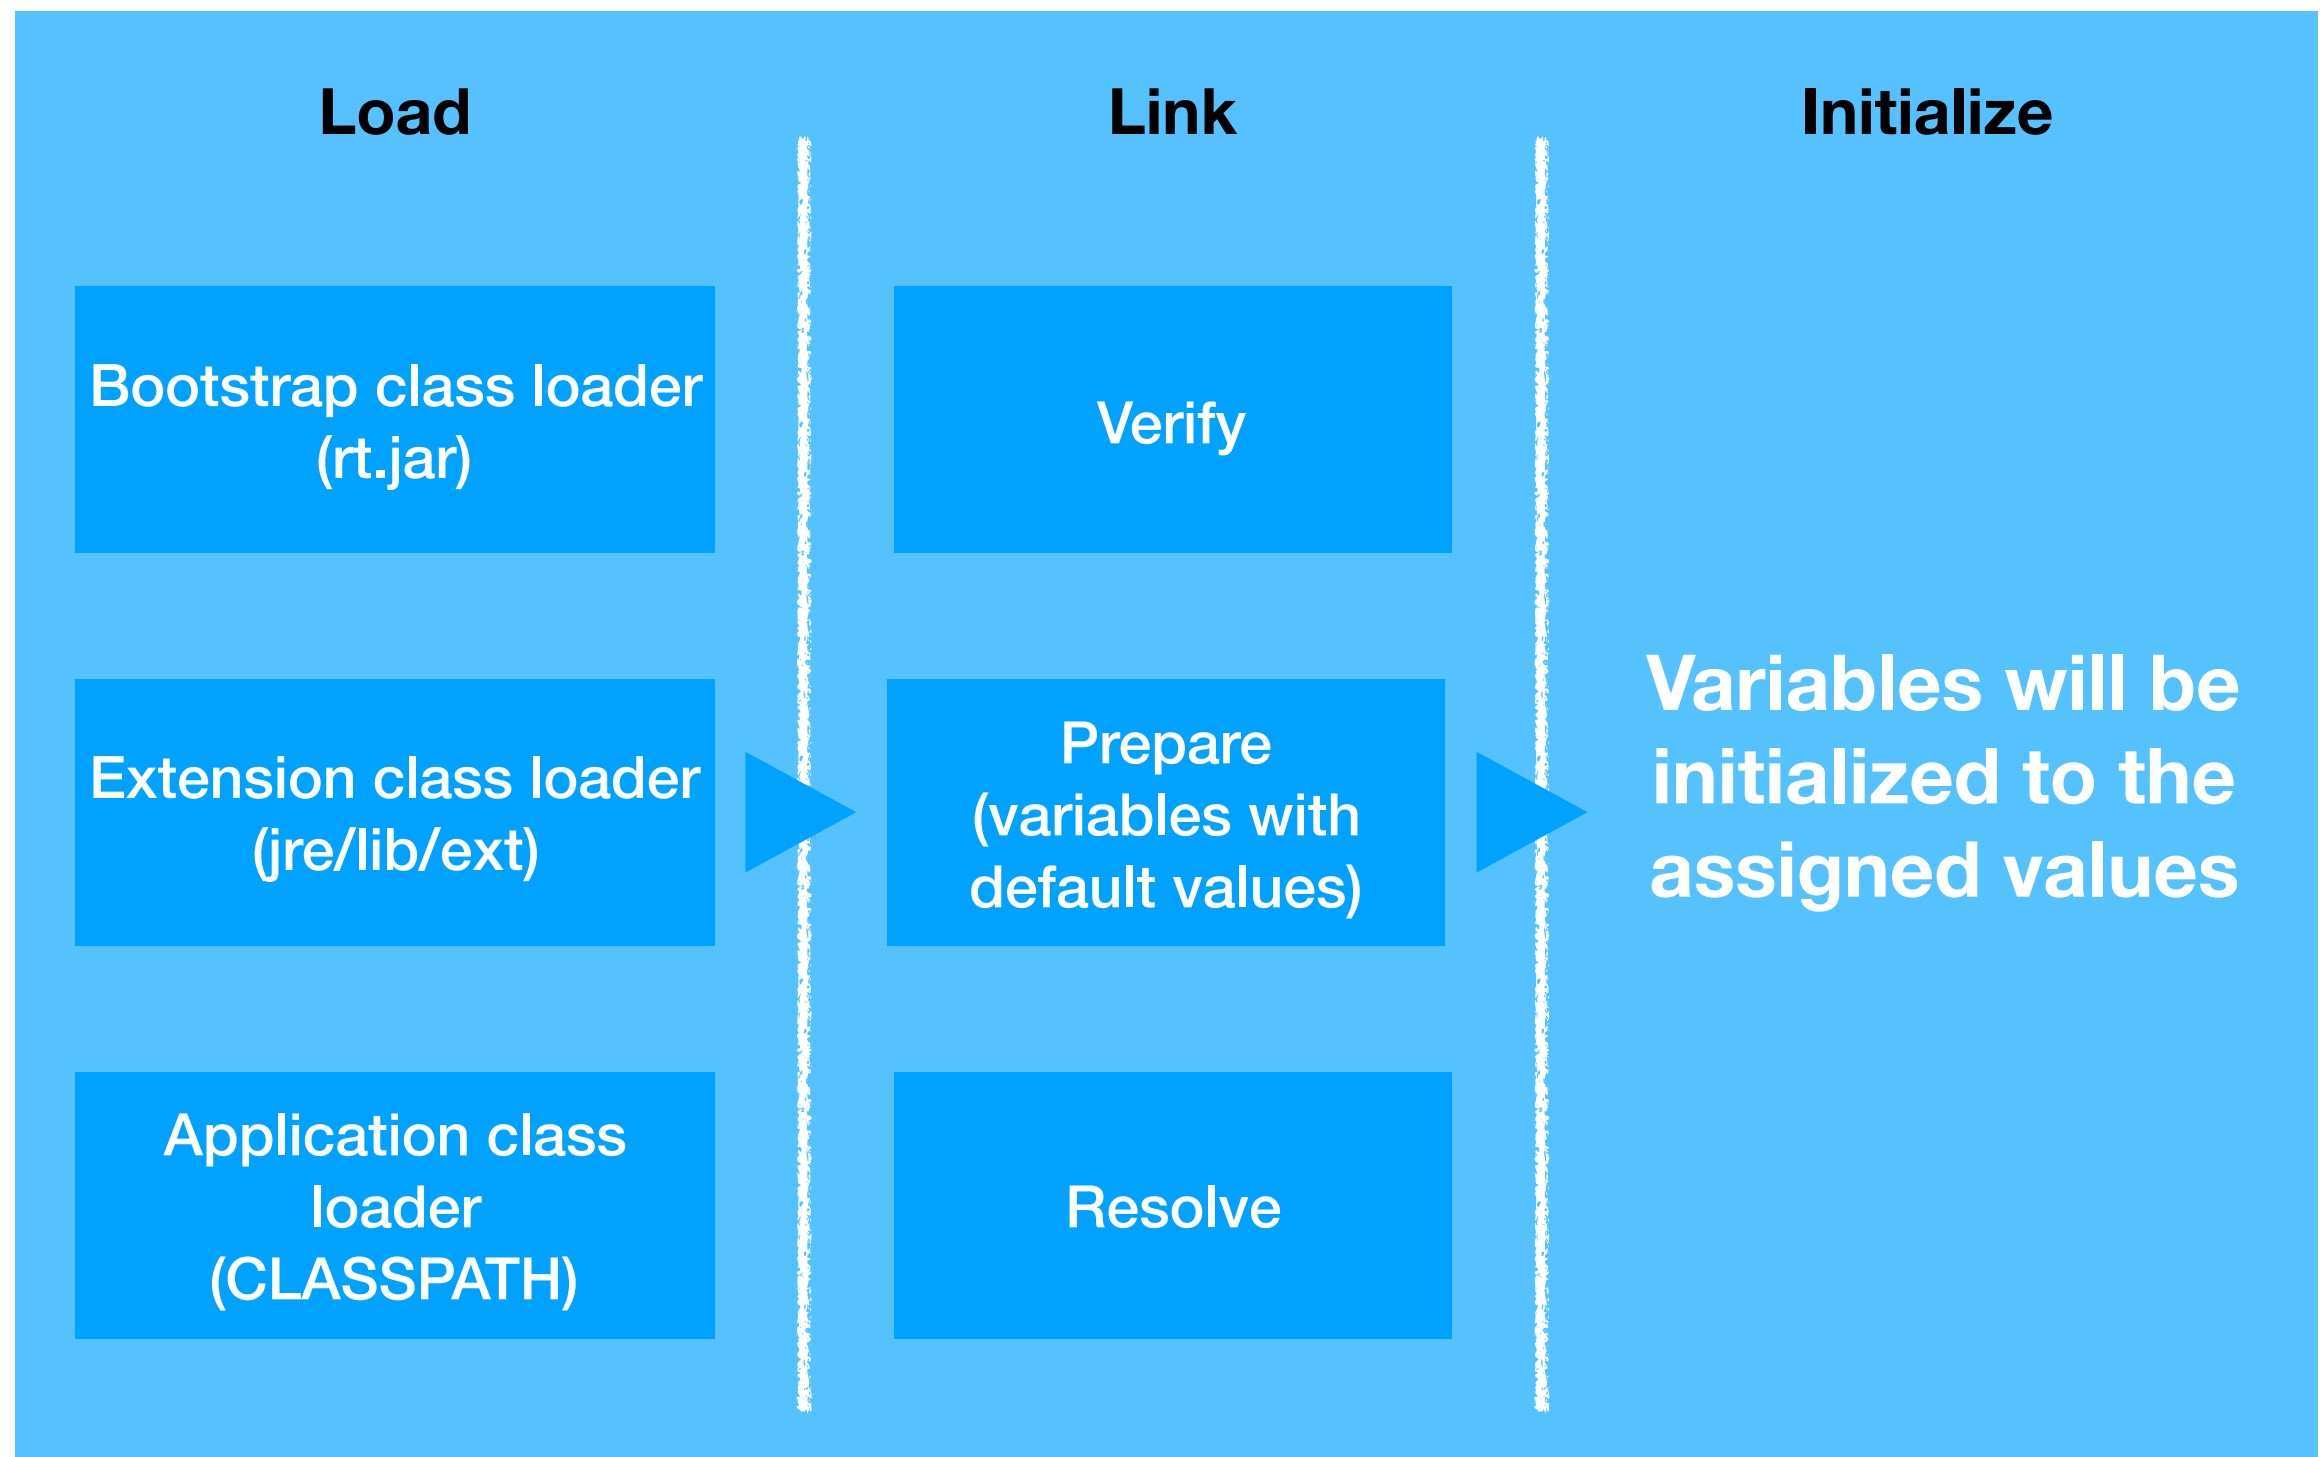 Load
Bootstrap class loader
(rt.jar)
Extension class loader
(jre/lib/ext)
Application class
loader
(CLASSPATH)
Link
Verify
Prepare
(variables with
default values)
Resolve
Initialize
Variables will be
initialized to the
assigned values